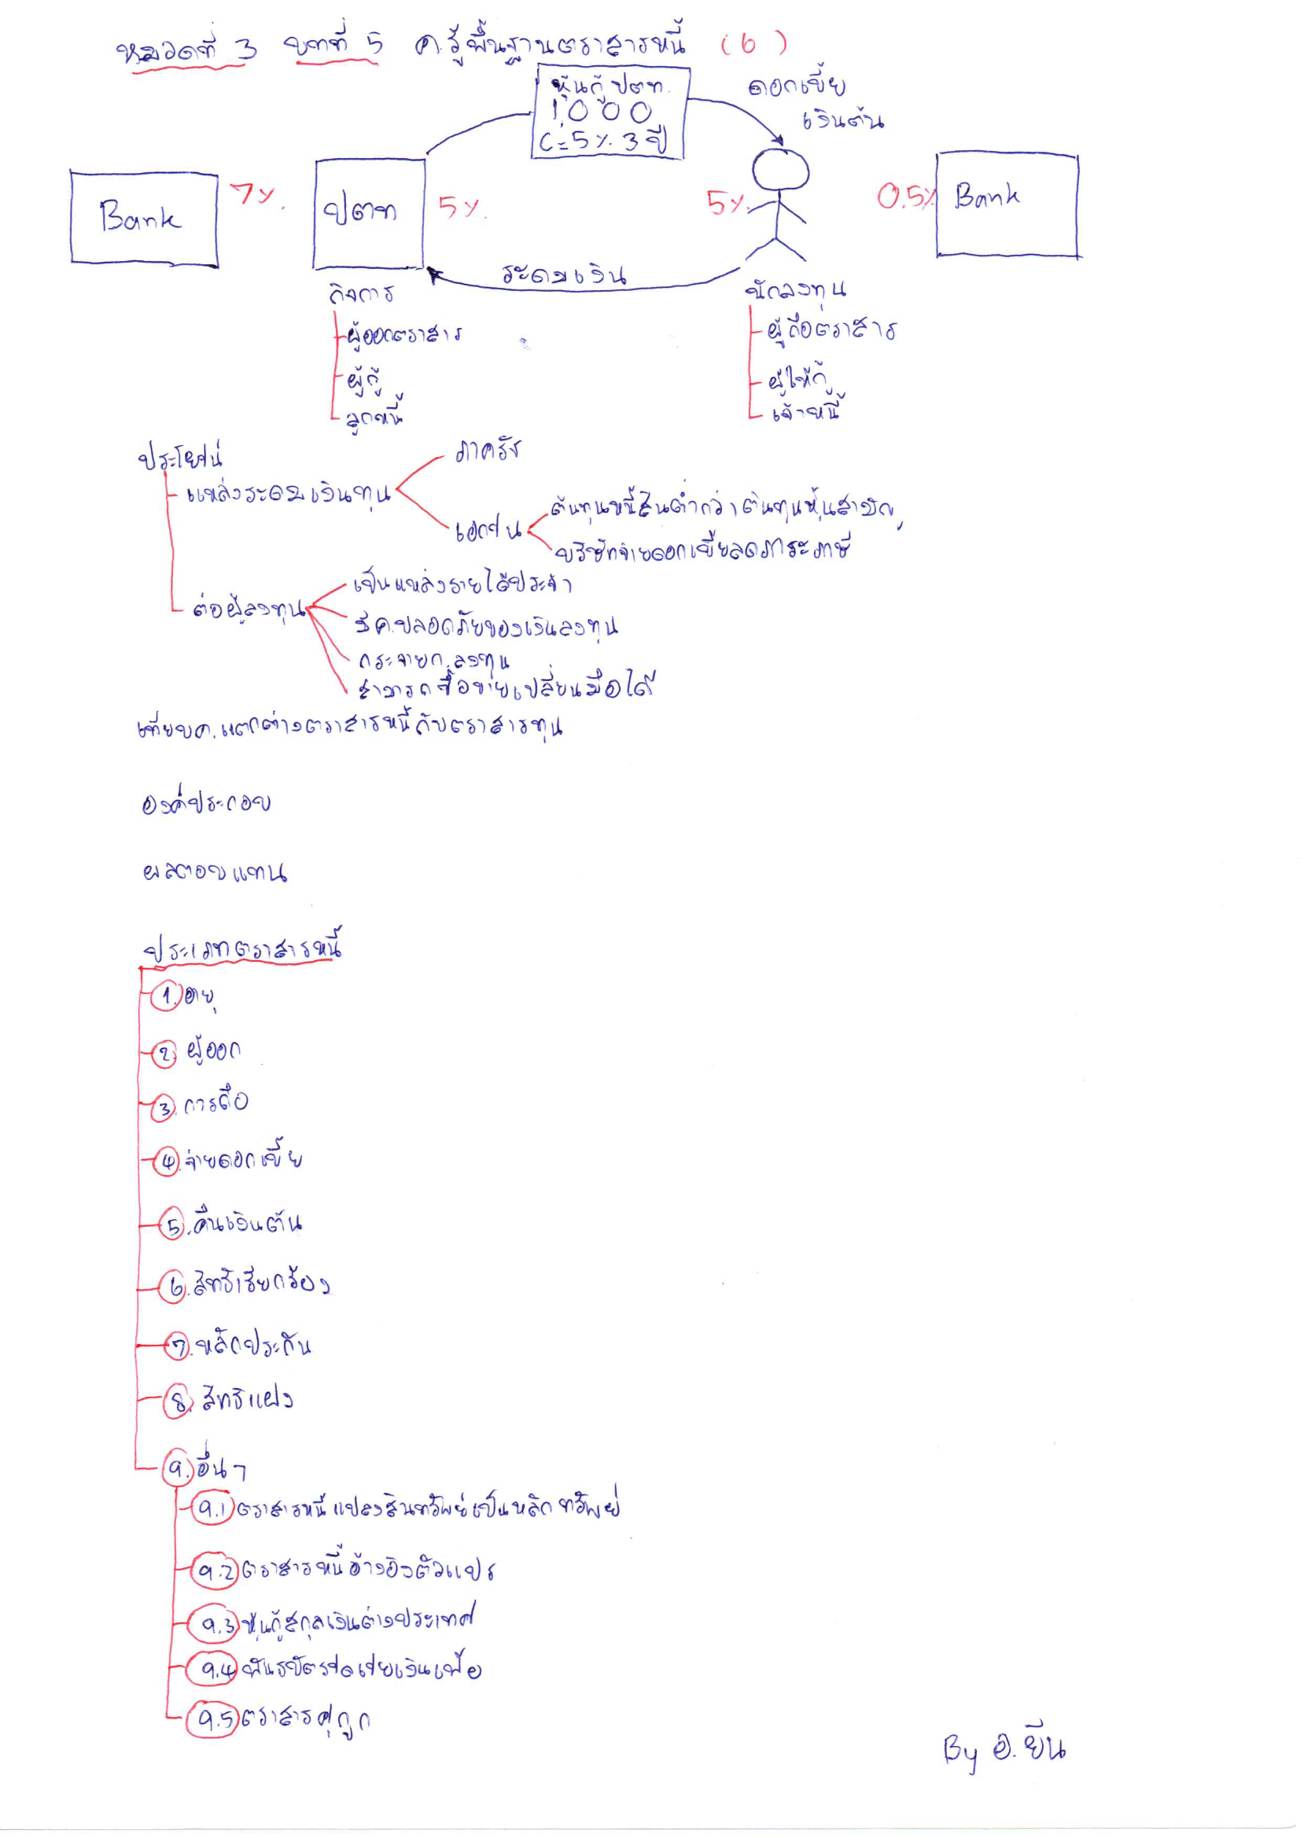 หมวดที่ 3 บทที่ 5 ค.รู้พื้นฐานตราสารหนี้ (6)
หุ้นกู้ ปตท.
1,000
C=5% 3 ปี
ดอกเบี้ย
เงินต้น
Bank
7%
ปตท
5%
5%
0.5%
Bank
ระดมเงิน
กิจการ
ผู้ออกตราสาร
ผู้กู้
ลูกหนี้
นักลงทุน
ผู้ถือตราสาร
ผู้ให้กู้
เจ้าหนี้
ประโยชน์
แหล่งระดมเงินทุน
ภาครัฐ
เอกชน
ต้นทุนหนี้สินต่ำกว่าต้นทุนหุ้นสามัญ
บริษัทจ่ายดอกเบี้ยลดภาระภาษี
ต่อผู้ลงทุน
เป็นแหล่งรายได้ประจำ
มีค.ปลอดภัยของเงินลงทุน
กระจายก.ลงทุน
สามารถซื้อขายเปลี่ยนมือได้
เทียบค.แตกต่างตราสารหนี้กับตราสารทุน
องค์ประกอบ
ผลตอบแทน
ประเภทตราสารหนี้
1. อายุ
2. ผู้ออก
3. การถือ
4. จ่ายดอกเบี้ย
5. คืนเงินต้น
6. สิทธิเรียกร้อง
7. หลักประกัน
8. สิทธิแฝง
9. อื่นๆ
9.1 ตราสารหนี้แปลงสินทรัพย์เป็นหลักทรัพย์
9.2 ตราสารหนี้อ้างอิงตัวแปร
9.3 หุ้นกู้สกุลเงินต่างประเทศ
9.4 พันธบัตรชดเชยเงินเฟ้อ
9.5 ตราสารศุกูก
By อ.ยีน